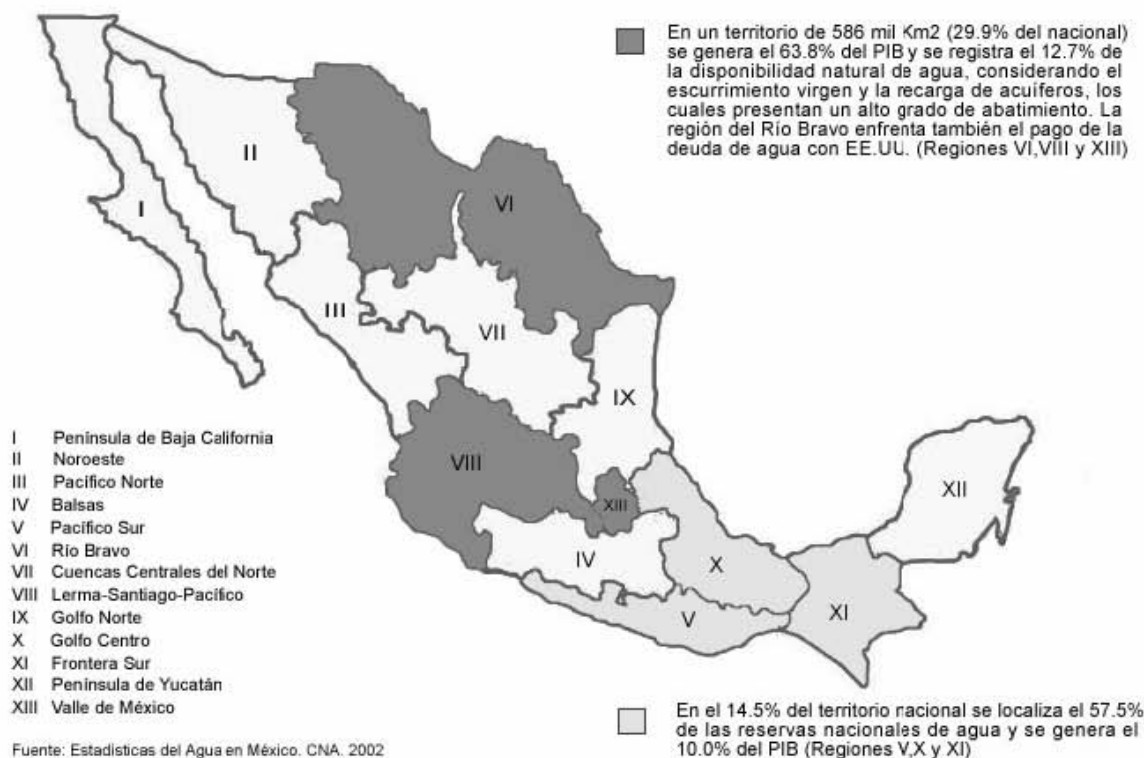 En un territorio de 586 mil Km2 (29.9% del nacional)
se genera el 63.8% del PIB y se registra el 12.7% de
la disponibilidad natural de agua, considerando el
escurrimiento virgen y la recarga de acuíferos, los
cuales presentan un alto grado de abatimiento. La
región del Río Bravo enfrenta también el pago de la
deuda de agua con EE.UU. (Regiones VI,VIII y XIII)
II
VI
I
III
VII
IX
VIII
XIII
XII
IV
X
XI
V
I Península de Baja California
II Noroeste
III Pacífico Norte
IV Balsas
V Pacífico Sur
VI Río Bravo
VII Cuencas Centrales del Norte
VIII Lerma-Santiago-Pacífico
IX Golfo Norte
X Golfo Centro
XI Frontera Sur
XII Península de Yucatán
XIII Valle de México
Fuente: Estadísticas del Agua en México. CNA. 2002
En el 14.5% del territorio nacional se localiza el 57.5%
de las reservas nacionales de agua y se genera el
10.0% del PIB (Regiones V,X y XI)